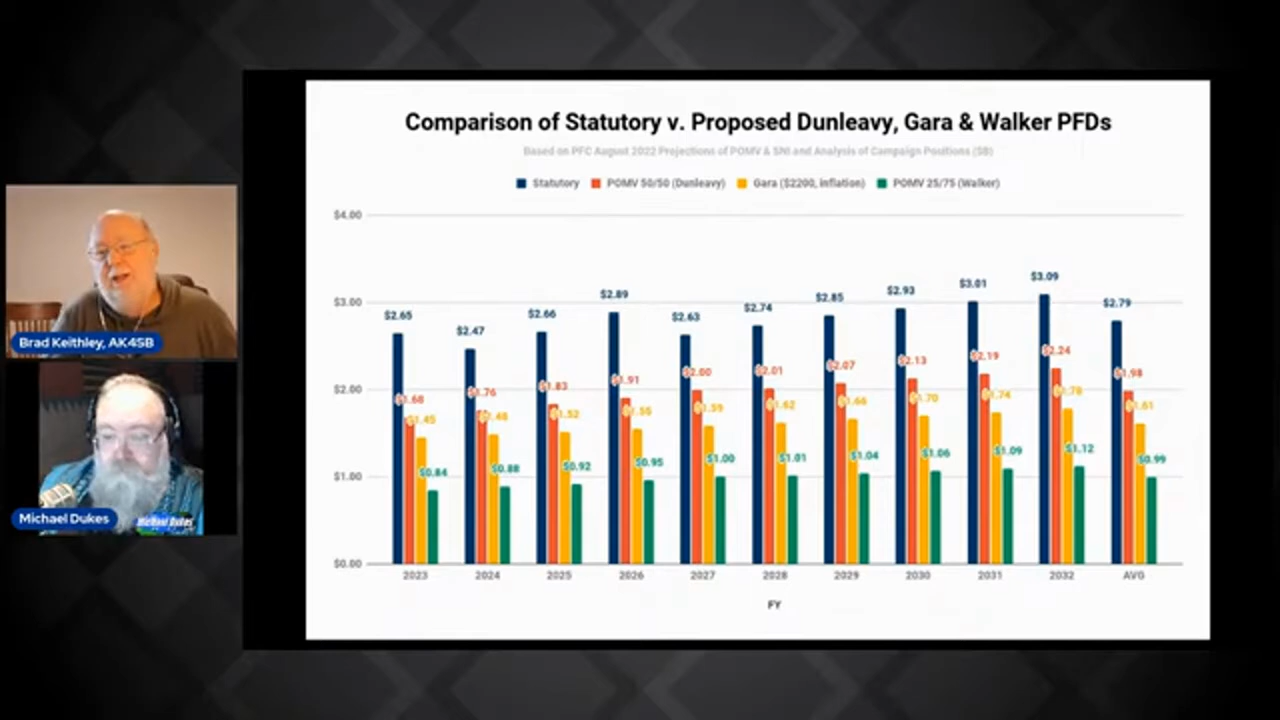 Comparison of Statutory v. Proposed Dunleavy, Gara & Walker PFDs
Based on PFC August 2022 Projections of POMV & SNI and Analysis of Campaign Positions ($B)
Statutory POMV 50/50 (Dunleavy) Gara ($2200, inflation) POMV 25/75 (Walker)
$4.00
$3.00
$2.00
$1.00
$0.00
$2.65 $2.47 $2.66 $2.89 $2.63 $2.74 $2.85 $2.93 $3.01 $3.09 $2.79
$1.68 $1.76 $1.83 $1.91 $2.00 $2.01 $2.07 $2.13 $2.19 $2.24 $1.98
$1.45 $1.48 $1.52 $1.55 $1.59 $1.62 $1.66 $1.70 $1.74 $1.78 $1.61
$0.84 $0.88 $0.92 $0.95 $1.00 $1.01 $1.04 $1.06 $1.09 $1.12 $0.99
2023 2024 2025 2026 2027 2028 2029 2030 2031 2032 AVG
FY
Brad Keithley, AK4SB
Michael Dukes
Michael Dukes